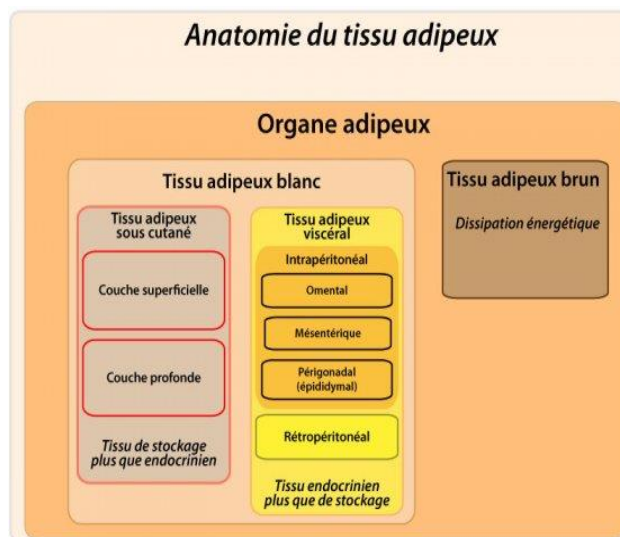 Anatomie du tissu adipeux
Organe adipeux
Tissu adipeux blanc
Tissu adipeux
sous cutané
Couche superficielle
Couche profonde
Tissu de stockage
plus que endocrinien
Tissu adipeux
viscéral
Intrapéritonéal
Omental
Mésentérique
Périgonadal
(épididymal)
Rétropéritonéal
Tissu endocrinien
plus que de stockage
Tissu adipeux brun
Dissipation énergétique